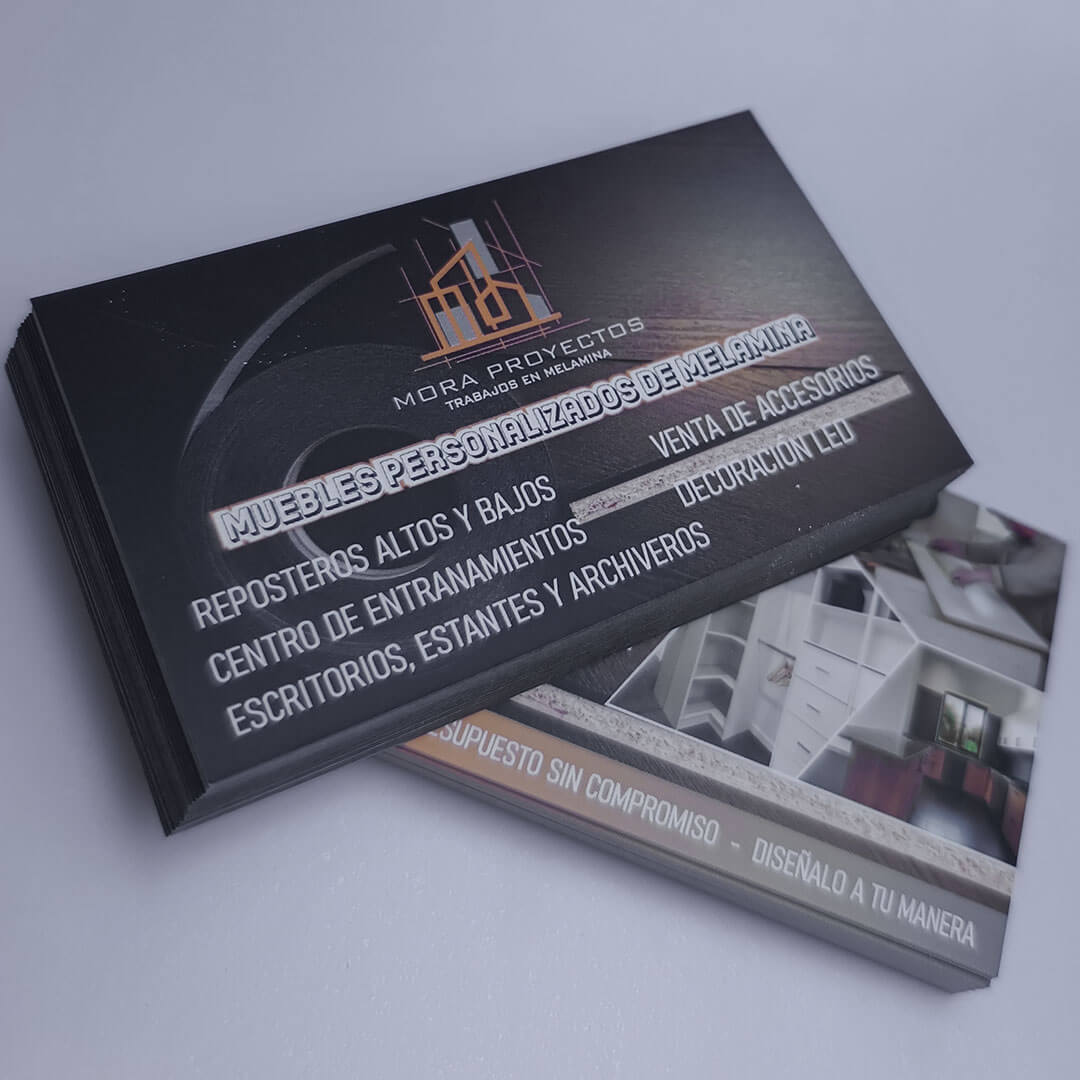 MORA PROYECTOS
TRABAJOS EN MELAMINA
MUEBLES PERSONALIZADOS DE MELAMINA
REPOSTEROS ALTOS Y BAJOS
CENTRO DE ENTRANAMIENTOS
ESCRITORIOS, ESTANTES Y ARCHIVEROS
VENTA DE ACCESORIOS
DECORACIÓN LED
ESUPUESTO SIN COMPROMISO - DISEÑALO A TU MANERA